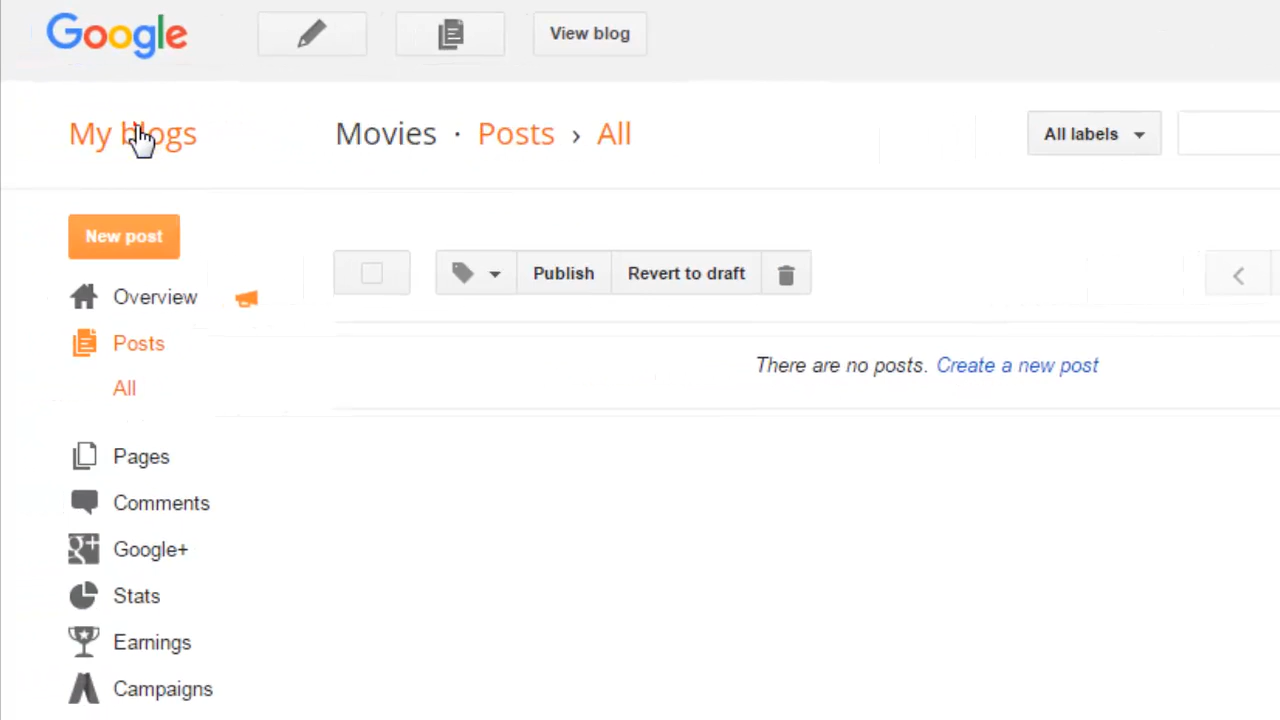 Google
View blog
My blogs
Movies · Posts › All
All labels
New post
Publish
Revert to draft
Overview
Posts
All
There are no posts. Create a new post
Pages
Comments
Google+
Stats
Earnings
Campaigns